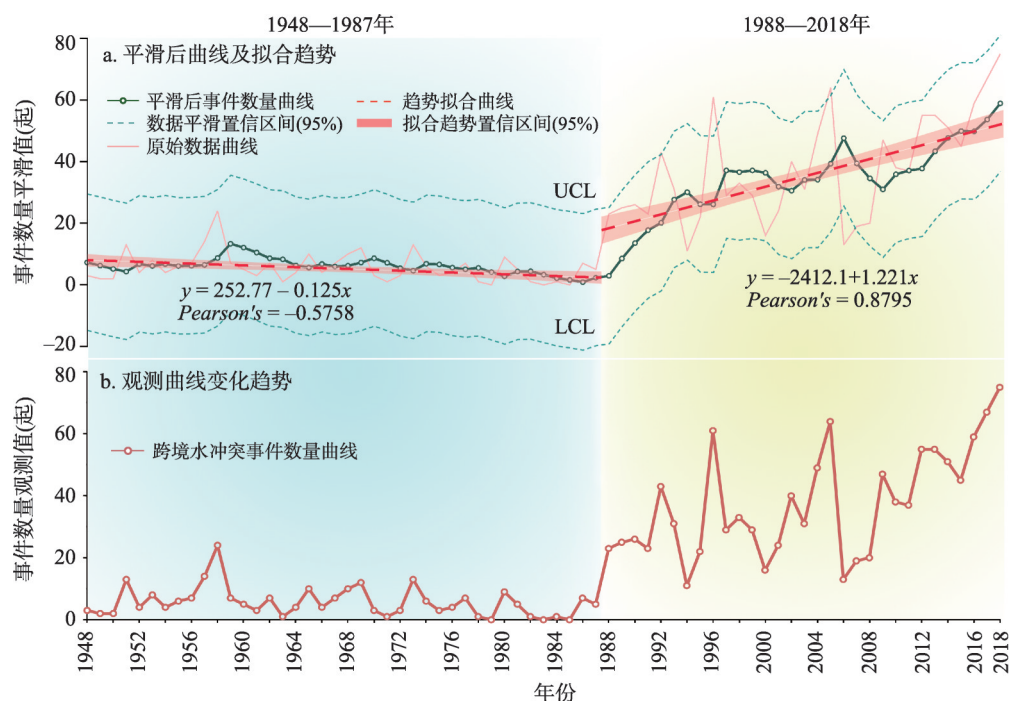 1948—1987年
1988—2018年
a. 平滑后曲线及拟合趋势
平滑后事件数量曲线
趋势拟合曲线
数据平滑置信区间(95%)
拟合趋势置信区间(95%)
原始数据曲线
事件数量平滑值(起)
80
60
40
20
0
–20
UCL
LCL
y = 252.77 – 0.125x
Pearson's = –0.5758
y = –2412.1+1.221x
Pearson's = 0.8795
b. 观测曲线变化趋势
跨境水冲突事件数量曲线
事件数量观测值(起)
80
60
40
20
0
1948
1952
1956
1960
1964
1968
1972
1976
1980
1984
1988
1992
1996
2000
2004
2008
2012
2016
2018
年份